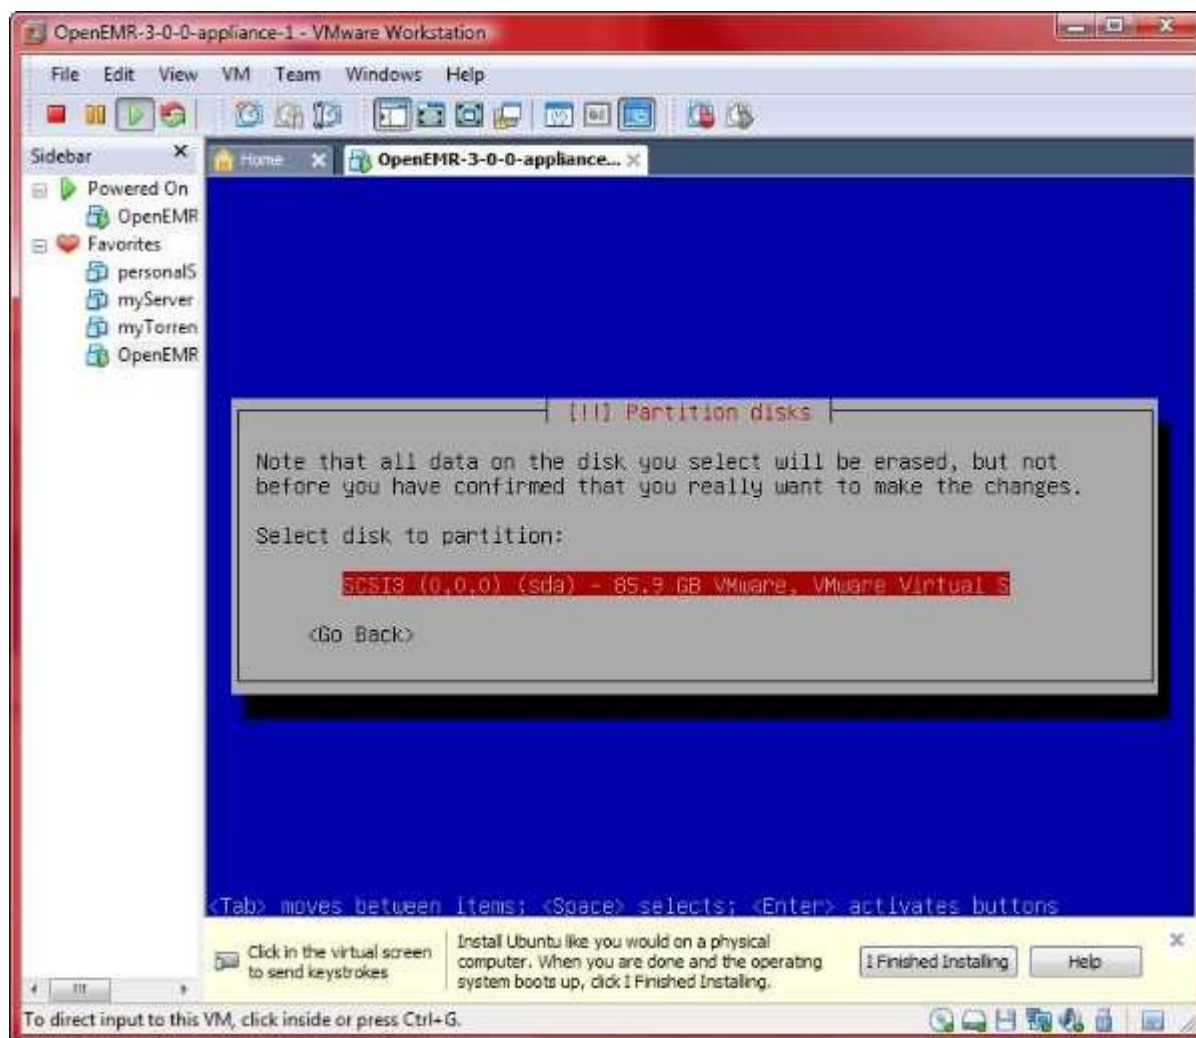 OpenEMR-3-0-0-appliance-1 - VMware Workstation
File Edit View VM Team Windows Help
Sidebar
Home
OpenEMR-3-0-0-appliance...
Powered On
OpenEMR
Favorites
personalS
myServer
myTorren
OpenEMR
[!!] Partition disks
Note that all data on the disk you select will be erased, but not
before you have confirmed that you really want to make the changes.
Select disk to partition:
SCSI3 (0,0,0) (sda) - 85.9 GB VMware, VMware Virtual S
<Go Back>
<Tab> moves between items; <Space> selects; <Enter> activates buttons
Click in the virtual screen
to send keystrokes
Install Ubuntu like you would on a physical
computer. When you are done and the operating
system boots up, click I Finished Installing.
I Finished Installing
Help
To direct input to this VM, click inside or press Ctrl+G.